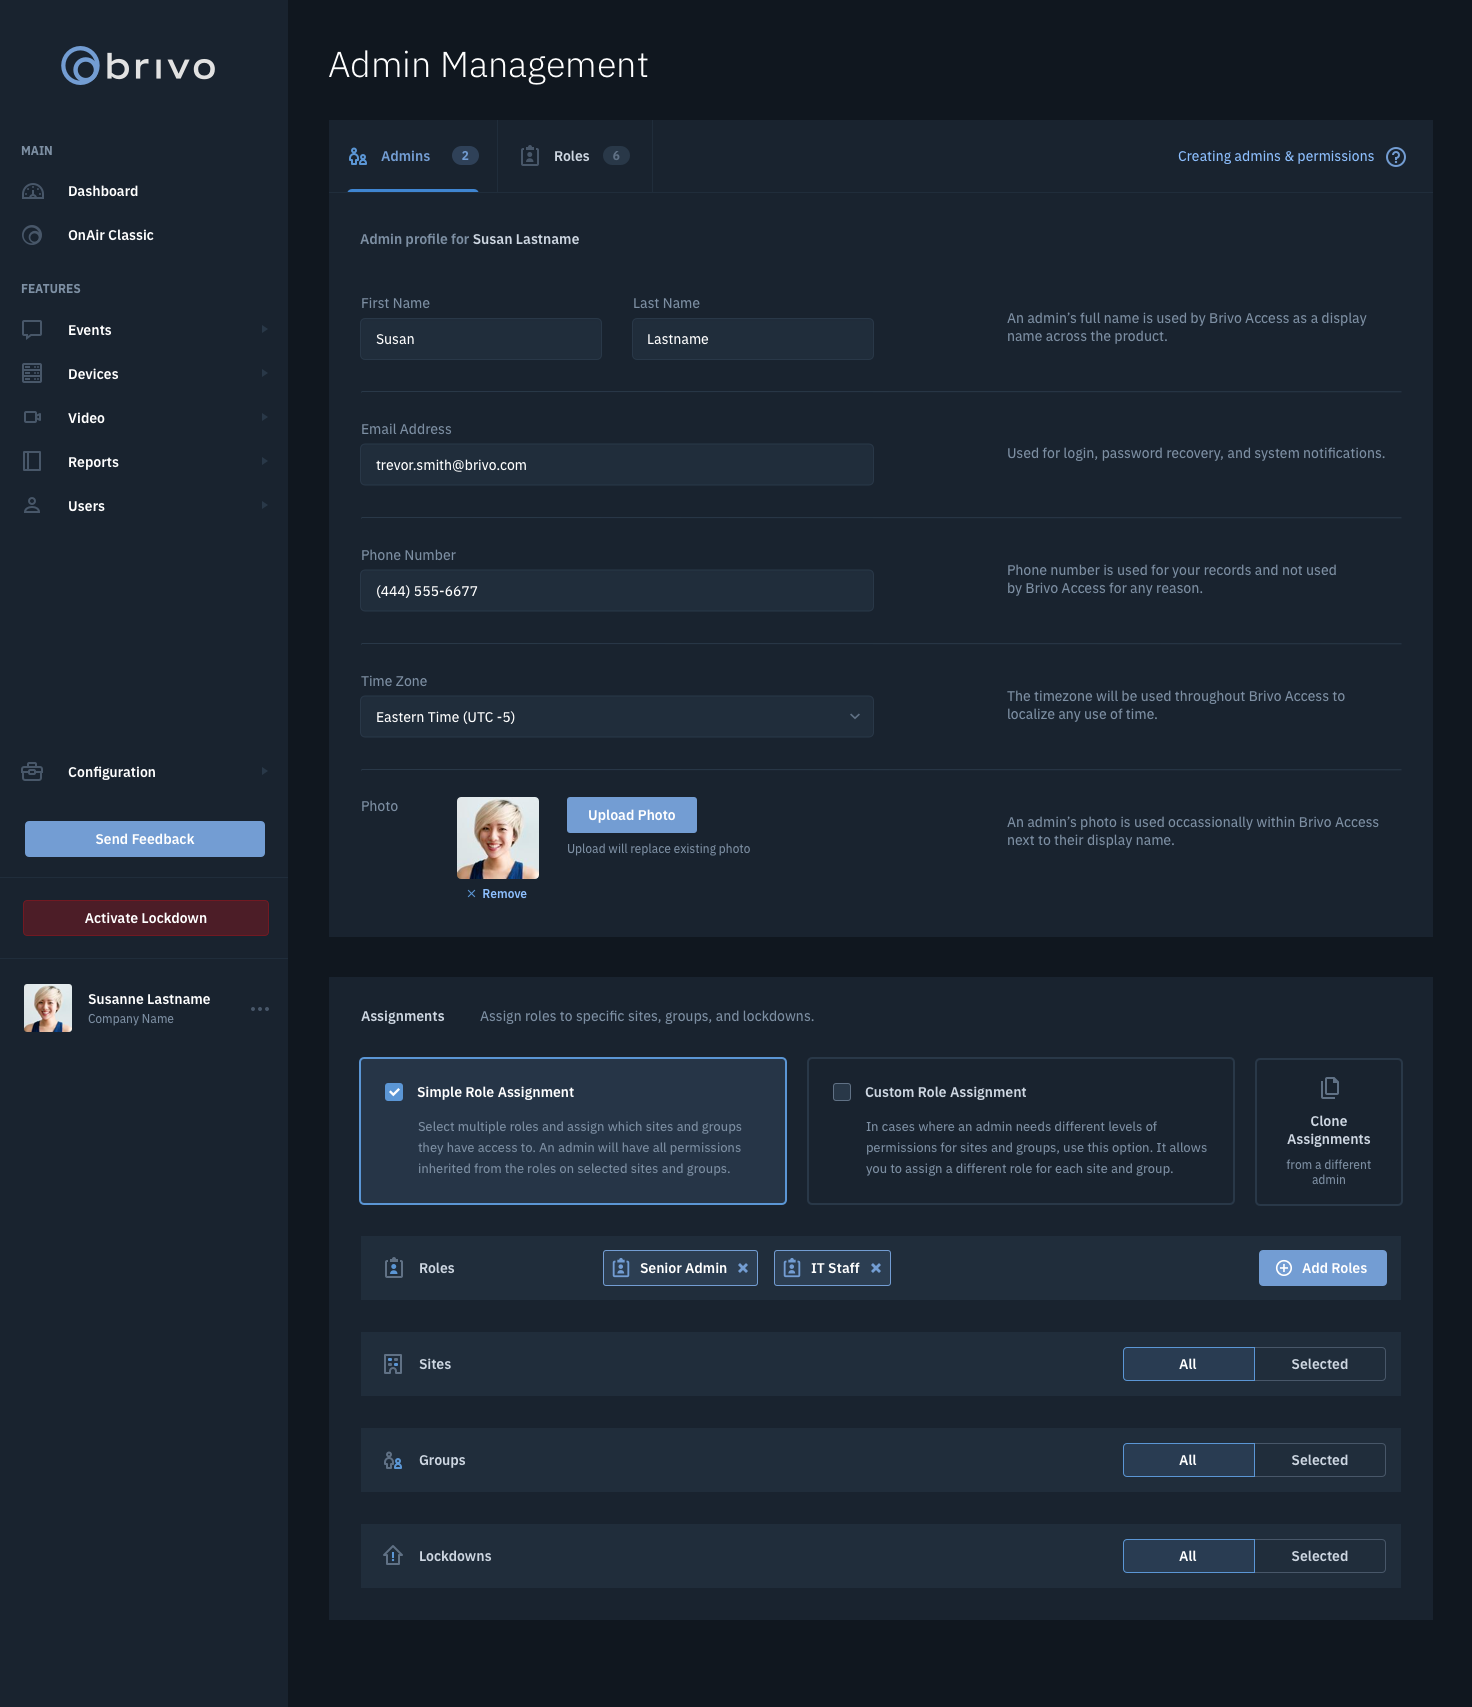 brivo
MAIN
Dashboard
OnAir Classic
FEATURES
Events
Devices
Video
Reports
Users
Configuration
Send Feedback
Activate Lockdown
Susanne Lastname
Company Name
Admin Management
Admins 2
Roles 6
Creating admins & permissions
Admin profile for Susan Lastname
First Name
Last Name
Susan
Lastname
An admin's full name is used by Brivo Access as a display
name across the product.
Email Address
trevor.smith@brivo.com
Used for login, password recovery, and system notifications.
Phone Number
(444) 555-6677
Phone number is used for your records and not used
by Brivo Access for any reason.
Time Zone
Eastern Time (UTC -5)
The timezone will be used throughout Brivo Access to
localize any use of time.
Photo
Upload Photo
Upload will replace existing photo
Remove
An admin's photo is used occassionally within Brivo Access
next to their display name.
Assignments
Assign roles to specific sites, groups, and lockdowns.
Simple Role Assignment
Select multiple roles and assign which sites and groups
they have access to. An admin will have all permissions
inherited from the roles on selected sites and groups.
Custom Role Assignment
In cases where an admin needs different levels of
permissions for sites and groups, use this option. It allows
you to assign a different role for each site and group.
Clone
Assignments
from a different
admin
Roles
Senior Admin
IT Staff
Add Roles
Sites
All
Selected
Groups
All
Selected
Lockdowns
All
Selected